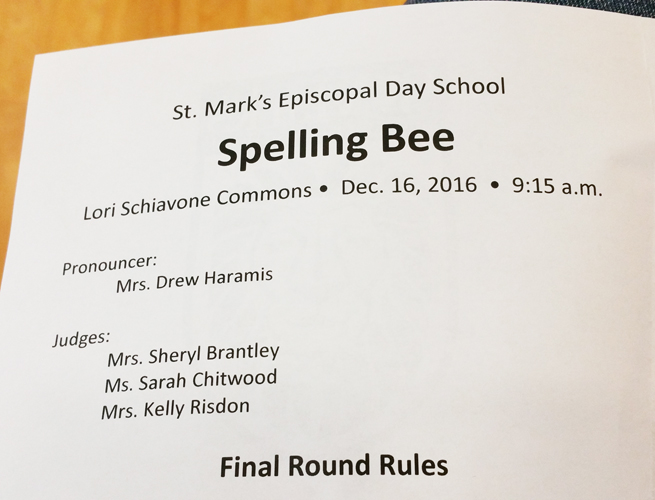 St. Mark's Episcopal Day School
Spelling Bee
Lori Schiavone Commons • Dec. 16, 2016 • 9:15 a.m.
Pronouncer:
Mrs. Drew Haramis
Judges:
Mrs. Sheryl Brantley
Ms. Sarah Chitwood
Mrs. Kelly Risdon
Final Round Rules